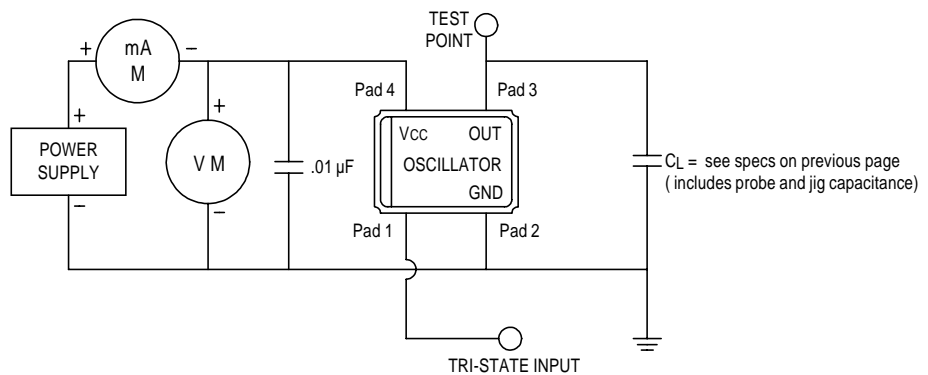 TEST
POINT
+
mA
M
−
Pad 4
Pad 3
+
+
POWER
SUPPLY
V M
.01 µF
VCC
OUT
OSCILLATOR
GND
CL = see specs on previous page
( includes probe and jig capacitance)
−
−
Pad 1
Pad 2
TRI-STATE INPUT